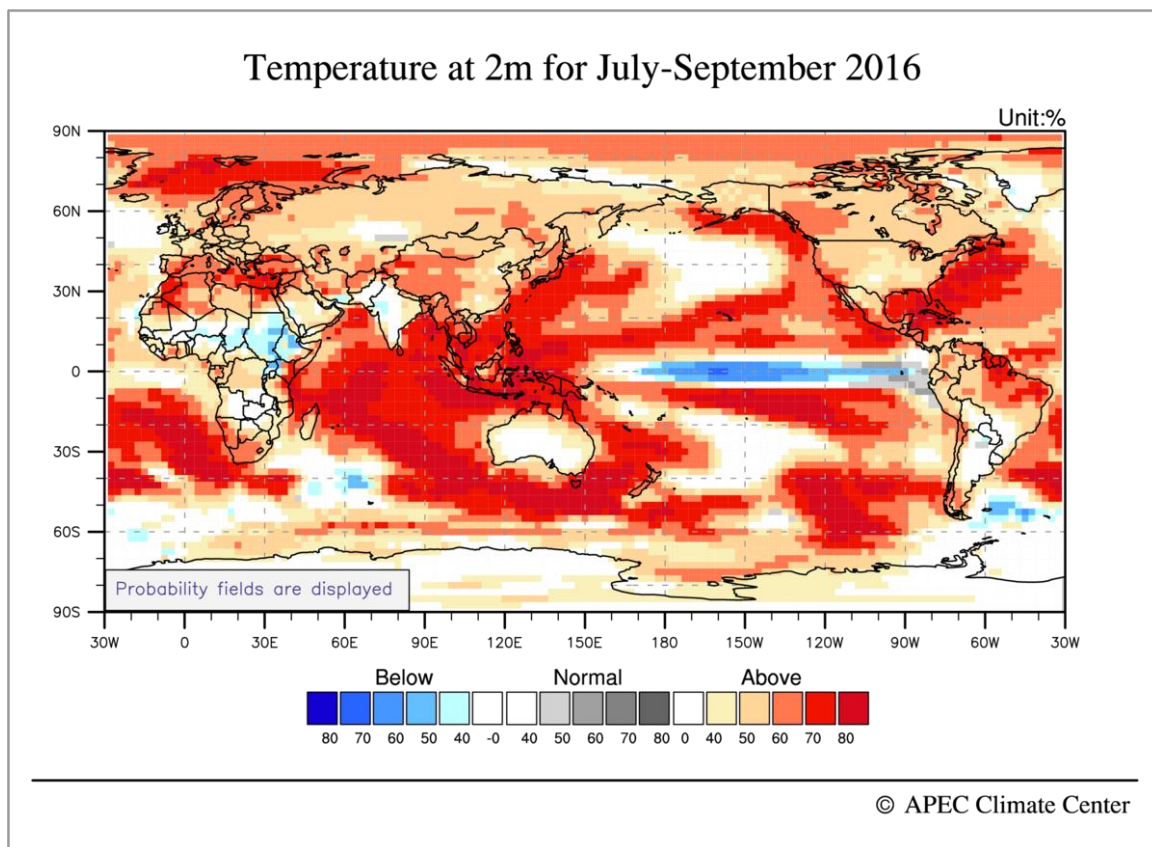 Temperature at 2m for July-September 2016
Unit:%
90N
60N
30N
0
30S
60S
90S
Probability fields are displayed
30W 0 30E 60E 90E 120E 150E 180 150W 120W 90W 60W 30W
Below Normal Above
80 70 60 50 40 -0 40 50 60 70 80 0 40 50 60 70 80
© APEC Climate Center